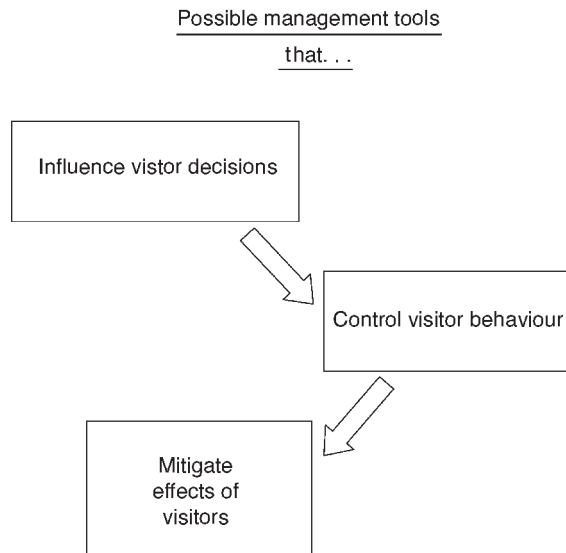 Possible management tools
that. . .
Influence vistor decisions
Control visitor behaviour
Mitigate
effects of
visitors